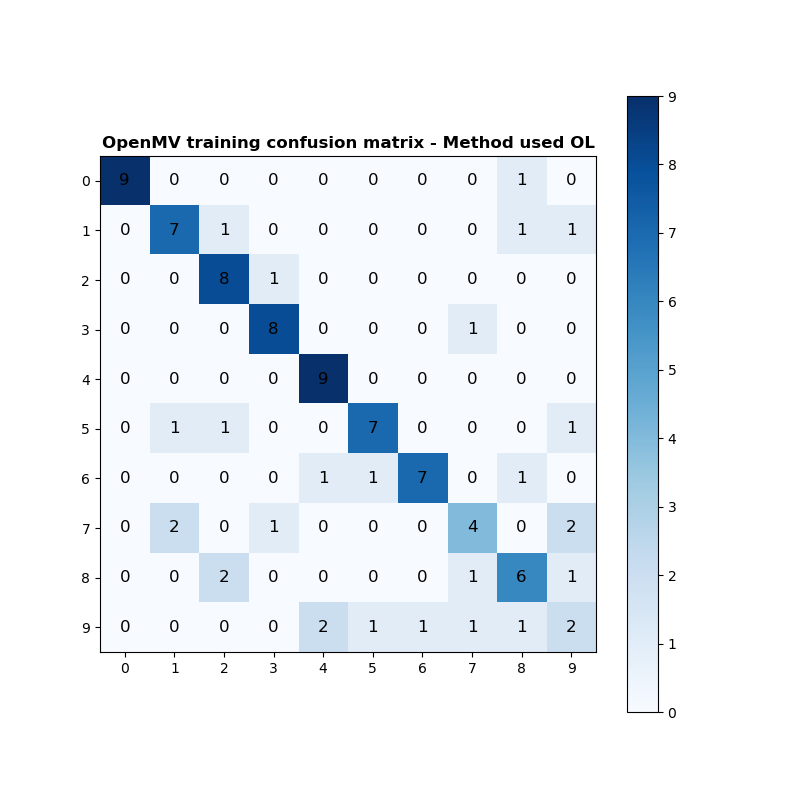 OpenMV training confusion matrix - Method used OL
0 9 0 0 0 0 0 0 0 1 0
1 0 7 1 0 0 0 0 0 1 1
2 0 0 8 1 0 0 0 0 0 0
3 0 0 0 8 0 0 0 1 0 0
4 0 0 0 0 9 0 0 0 0 0
5 0 1 1 0 0 7 0 0 0 1
6 0 0 0 0 1 1 7 0 1 0
7 0 2 0 1 0 0 0 4 0 2
8 0 0 2 0 0 0 0 1 6 1
9 0 0 0 0 2 1 1 1 1 2
0 1 2 3 4 5 6 7 8 9
9
8
7
6
5
4
3
2
1
0